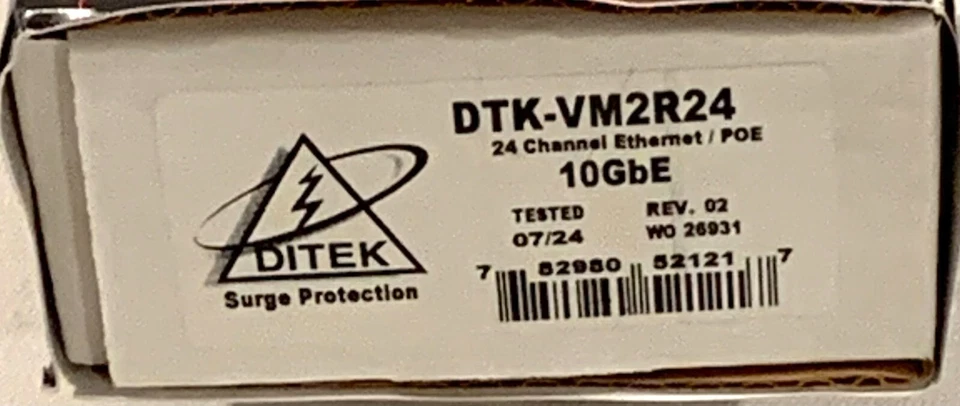 DTK-VM2R24
24 Channel Ethernet / POE
10GbE
TESTED REV. 02
07/24 WO 26931
7 82980 52121 7
DITEK
Surge Protection